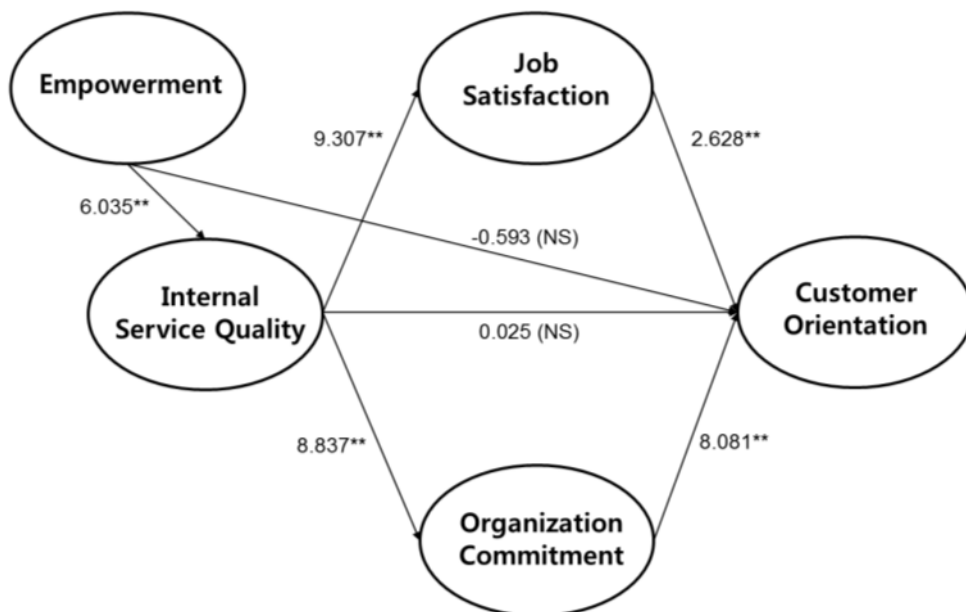 Empowerment
Job
Satisfaction
9.307**
2.628**
6.035**
-0.593 (NS)
Internal
Service Quality
Customer
Orientation
0.025 (NS)
8.837**
8.081**
Organization
Commitment